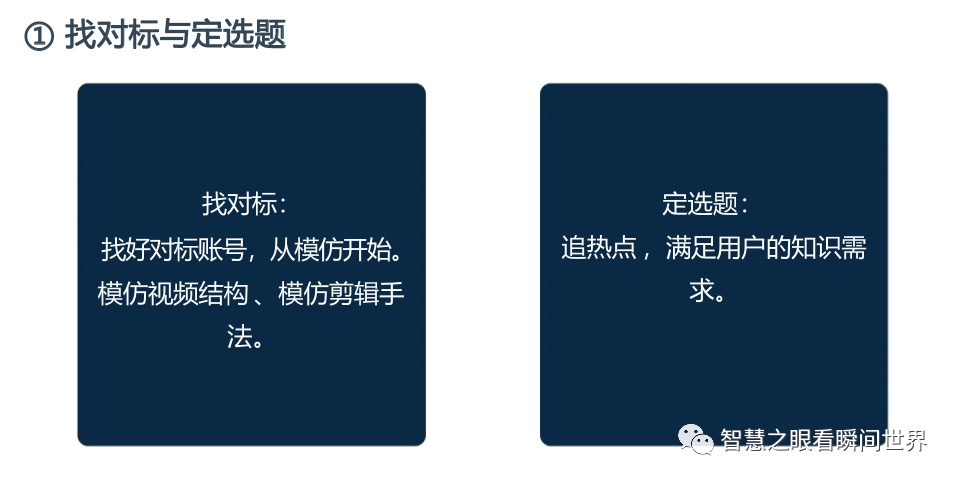 ① 找对标与定选题
找对标：
找好对标账号，从模仿开始。
模仿视频结构、模仿剪辑手
法。
定选题：
追热点，满足用户的知识需
求。
智慧之眼看瞬间世界